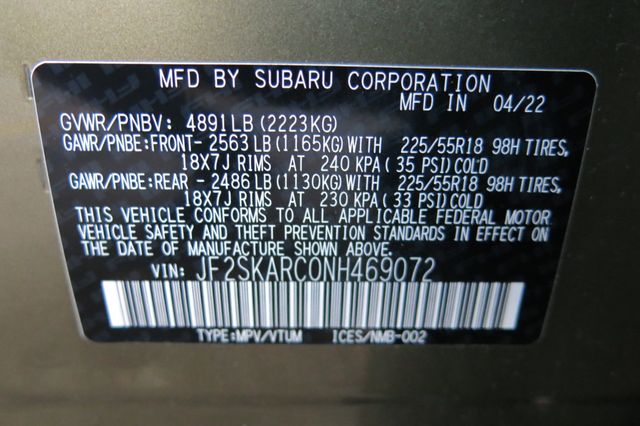 MFD BY SUBARU CORPORATION
MFD IN 04/22
GVWR/PNBV: 4891LB (2223KG)
GAWR/PNBE:FRONT- 2563 LB (1165KG) WITH 225/55R18 98H TIRES,
18X7J RIMS AT 240 KPA ( 35 PSI) COLD
GAWR/PNBE:REAR - 2486 LB (1130KG) WITH 225/55R18 98H TIRES,
18X7J RIMS AT 230 KPA ( 33 PSI) COLD
THIS VEHICLE CONFORMS TO ALL APPLICABLE FEDERAL MOTOR
VEHICLE SAFETY AND THEFT PREVENTION STANDARDS IN EFFECT
ON THE DATE OF MANUFACTURE SHOWN ABOVE.
VIN: JF2SKARC0NH469072
TYPE:MPV/VTUM ICES/NMB-002